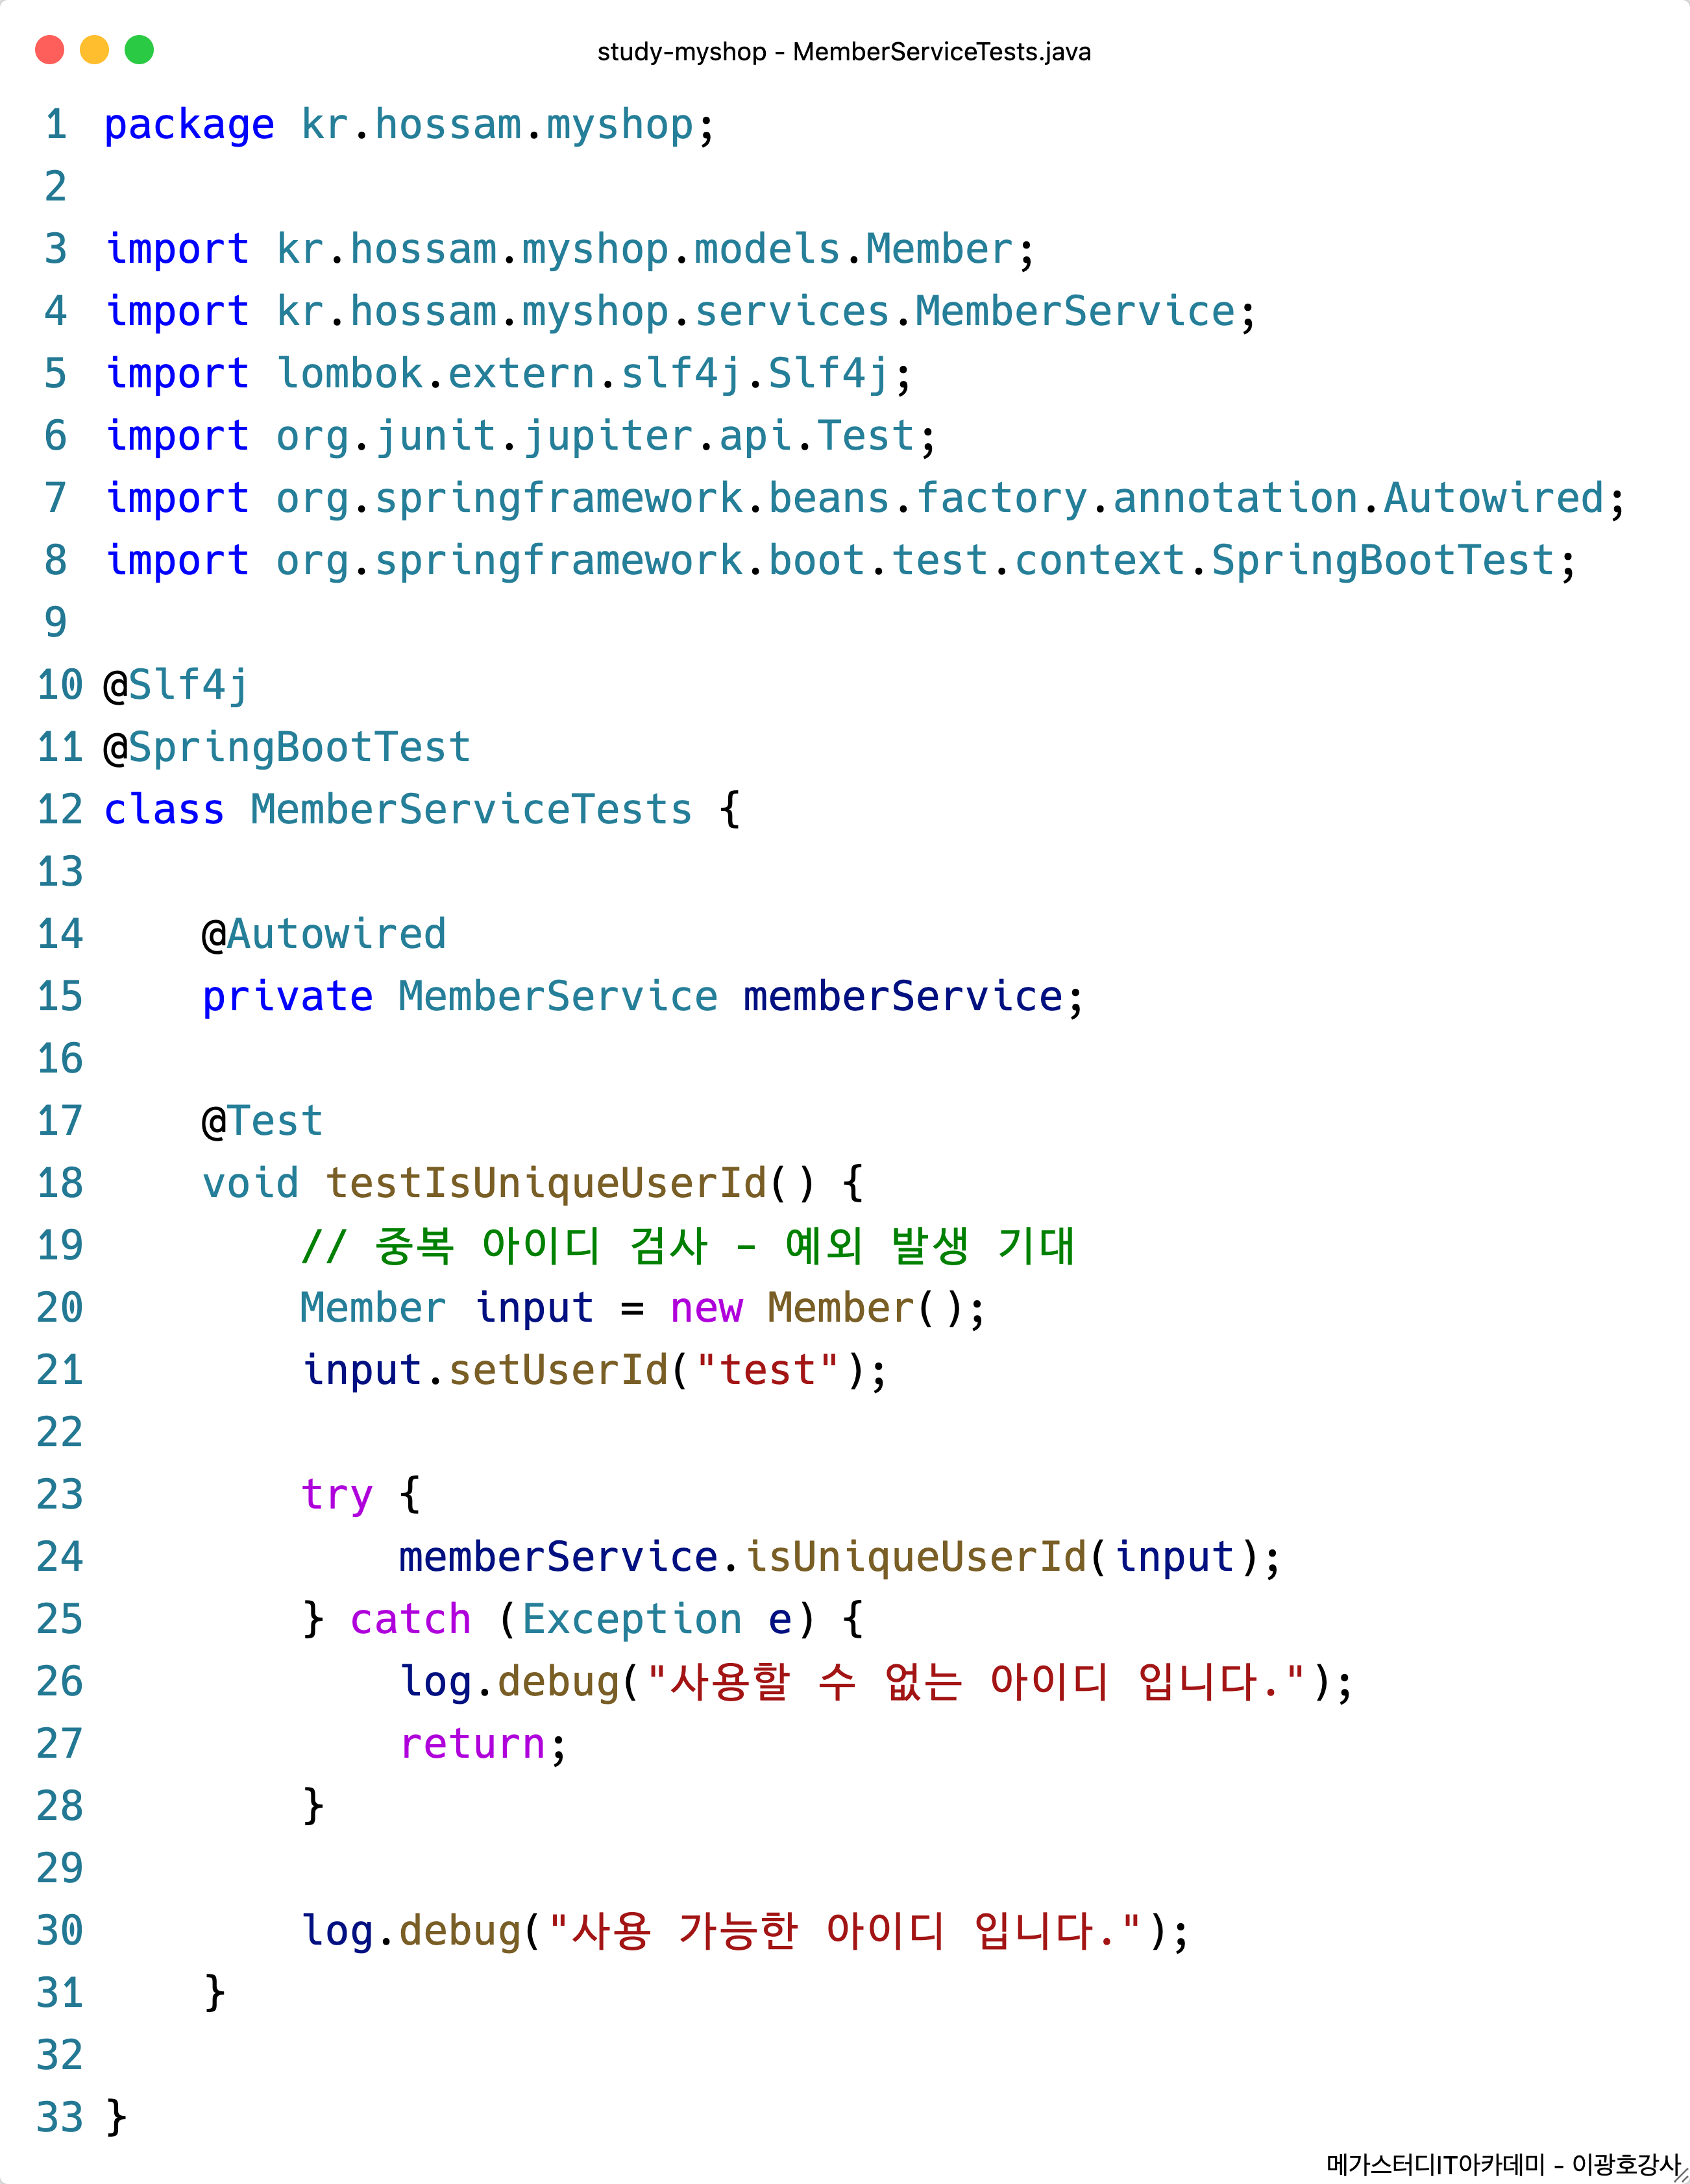 study-myshop - MemberServiceTests.java
1 package kr.hossam.myshop;
2
3 import kr.hossam.myshop.models.Member;
4 import kr.hossam.myshop.services.MemberService;
5 import lombok.extern.slf4j.Slf4j;
6 import org.junit.jupiter.api.Test;
7 import org.springframework.beans.factory.annotation.Autowired;
8 import org.springframework.boot.test.context.SpringBootTest;
9
10 @Slf4j
11 @SpringBootTest
12 class MemberServiceTests {
13
14     @Autowired
15     private MemberService memberService;
16
17     @Test
18     void testIsUniqueUserId() {
19         // 중복 아이디 검사 - 예외 발생 기대
20         Member input = new Member();
21         input.setUserId("test");
22
23         try {
24             memberService.isUniqueUserId(input);
25         } catch (Exception e) {
26             log.debug("사용할 수 없는 아이디 입니다.");
27             return;
28         }
29
30         log.debug("사용 가능한 아이디 입니다.");
31     }
32
33 }
메가스터디IT아카데미 - 이광호강사